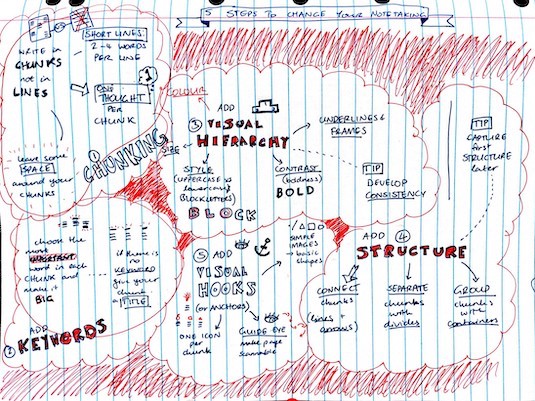 5 STEPS TO CHANGE YOUR NOTETAKING
WRITE in
CHUNKS
not in
LINES
SHORT LINES:
2-4 WORDS
PER LINE
1
ONE
THOUGHT
PER
CHUNK
leave some
SPACE
around your
CHUNKS
1 CHUNKING
choose the
most
IMPORTANT
word in each
CHUNK and
make it
BIG
if there is
no
KEYWORD
give your
chunk a
TITLE
ADD
2 KEYWORDS
COLOUR
ADD
3 VISUAL
HIERARCHY
SIZE
UNDERLINES &
FRAMES
STYLE
(UPPERCASE vs
lowercase
BLOCKLETTERS)
BLOCK
CONTRAST
(boldness)
BOLD
TIP
DEVELOP
CONSISTENCY
TIP
CAPTURE
first
STRUCTURE
later
ADD 4
STRUCTURE
CONNECT
chunks
(lines +
arrows)
SEPARATE
chunks
with
divides
GROUP
chunks
with
containers
5 ADD
VISUAL
HOOKS
(or ANCHORS)
SIMPLE
IMAGES
→ basic
shapes
ONE ICON
per
chunk
GUIDE EYE
make page
scannable